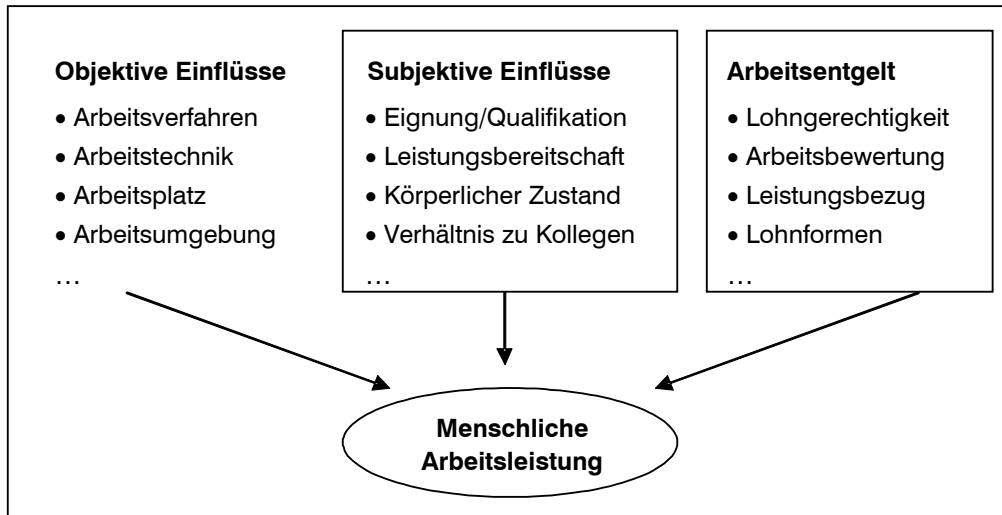 Objektive Einflüsse
• Arbeitsverfahren
• Arbeitstechnik
• Arbeitsplatz
• Arbeitsumgebung
…
Subjektive Einflüsse
• Eignung/Qualifikation
• Leistungsbereitschaft
• Körperlicher Zustand
• Verhältnis zu Kollegen
…
Arbeitsentgelt
• Lohngerechtigkeit
• Arbeitsbewertung
• Leistungsbezug
• Lohnformen
…
Menschliche
Arbeitsleistung